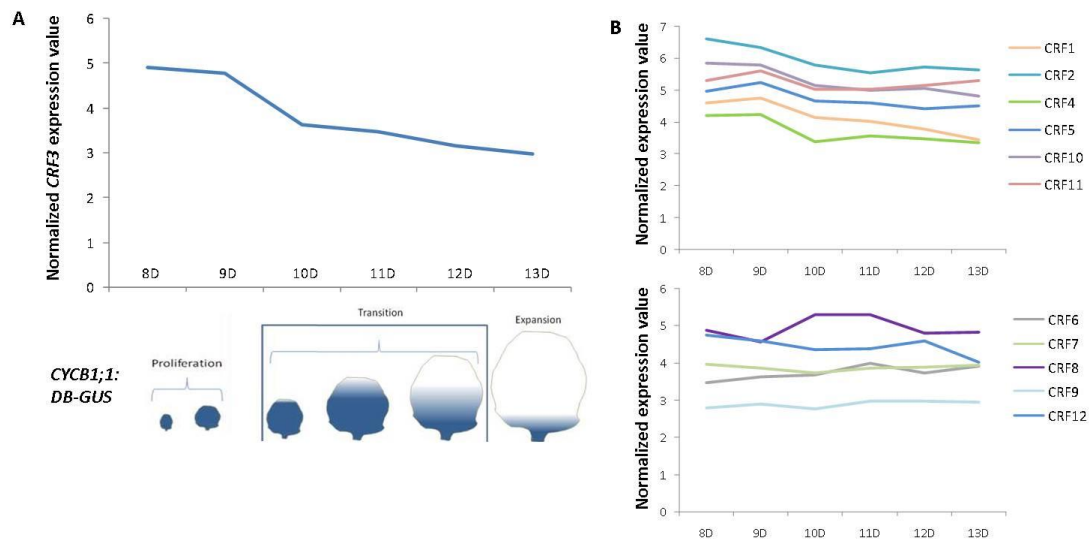 A
Normalized CRF3 expression value
6
5
4
3
2
1
0
8D 9D 10D 11D 12D 13D
CYCB1;1:
DB-GUS
Proliferation
Transition
Expansion
B
Normalized expression value
7
6
5
4
3
2
1
0
8D 9D 10D 11D 12D 13D
CRF1
CRF2
CRF4
CRF5
CRF10
CRF11
Normalized expression value
6
5
4
3
2
1
0
8D 9D 10D 11D 12D 13D
CRF6
CRF7
CRF8
CRF9
CRF12